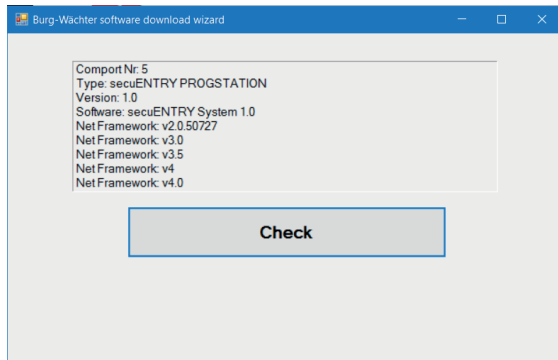 Burg-Wächter software download wizard
Comport Nr: 5
Type: secuENTRY PROGSTATION
Version: 1.0
Software: secuENTRY System 1.0
Net Framework: v2.0.50727
Net Framework: v3.0
Net Framework: v3.5
Net Framework: v4
Net Framework: v4.0
Check